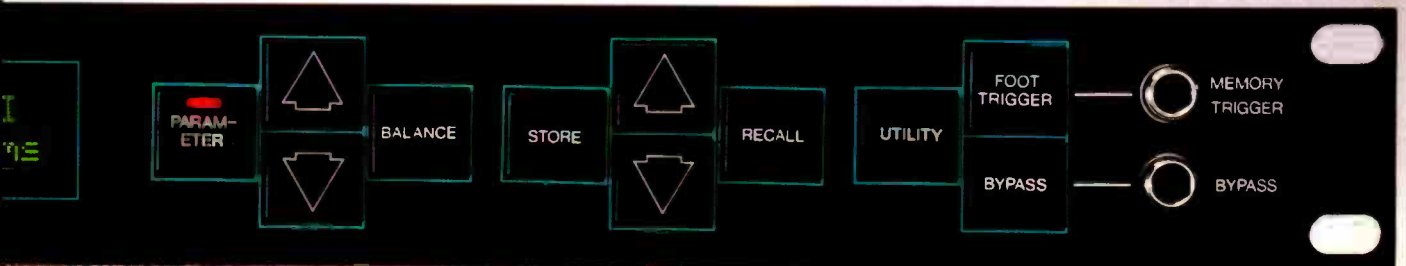 PARAM-
ETER
BALANCE
STORE
RECALL
UTILITY
FOOT
TRIGGER
BYPASS
MEMORY
TRIGGER
BYPASS